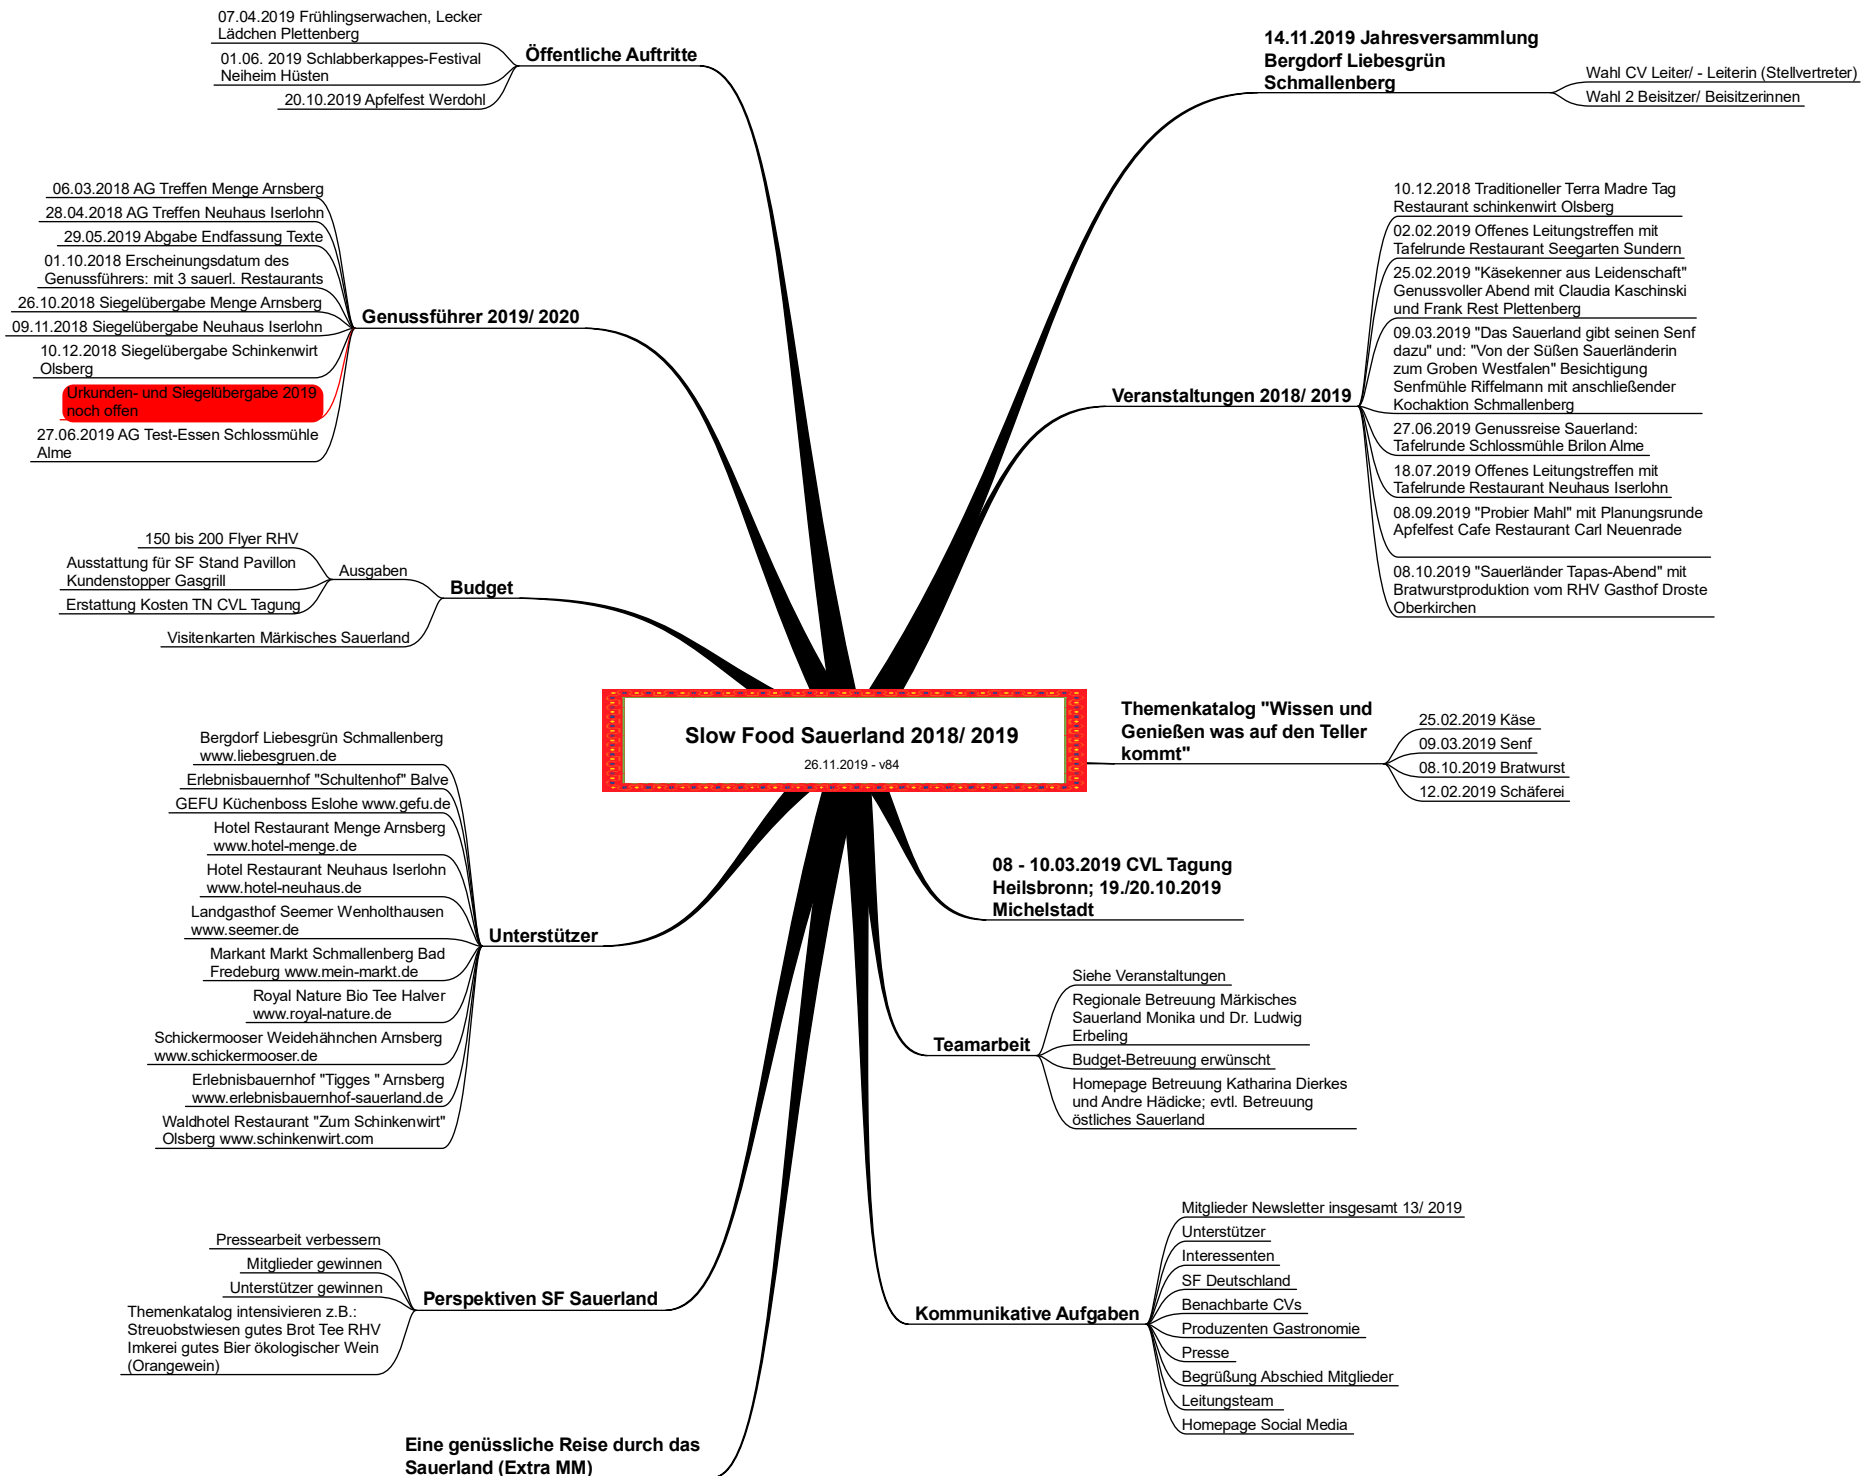 Slow Food Sauerland 2018/ 2019
26.11.2019 - v84
14.11.2019 Jahresversammlung
Bergdorf Liebesgrün
Schmallenberg
Wahl CV Leiter/ - Leiterin (Stellvertreter)
Wahl 2 Beisitzer/ Beisitzerinnen
Veranstaltungen 2018/ 2019
10.12.2018 Traditioneller Terra Madre Tag
Restaurant schinkenwirt Olsberg
02.02.2019 Offenes Leitungstreffen mit
Tafelrunde Restaurant Seegarten Sundern
25.02.2019 "Käsekenner aus Leidenschaft"
Genussvoller Abend mit Claudia Kaschinski
und Frank Rest Plettenberg
09.03.2019 "Das Sauerland gibt seinen Senf
dazu" und: "Von der Süßen Sauerländerin
zum Groben Westfalen" Besichtigung
Senfmühle Riffelmann mit anschließender
Kochaktion Schmallenberg
27.06.2019 Genussreise Sauerland:
Tafelrunde Schlossmühle Brilon Alme
18.07.2019 Offenes Leitungstreffen mit
Tafelrunde Restaurant Neuhaus Iserlohn
08.09.2019 "Probier Mahl" mit Planungsrunde
Apfelfest Cafe Restaurant Carl Neuenrade
08.10.2019 "Sauerländer Tapas-Abend" mit
Bratwurstproduktion vom RHV Gasthof Droste
Oberkirchen
Themenkatalog "Wissen und
Genießen was auf den Teller
kommt"
25.02.2019 Käse
09.03.2019 Senf
08.10.2019 Bratwurst
12.02.2019 Schäferei
08 - 10.03.2019 CVL Tagung
Heilsbronn; 19./20.10.2019
Michelstadt
Teamarbeit
Siehe Veranstaltungen
Regionale Betreuung Märkisches
Sauerland Monika und Dr. Ludwig
Erbeling
Budget-Betreuung erwünscht
Homepage Betreuung Katharina Dierkes
und Andre Hädicke; evtl. Betreuung
östliches Sauerland
Kommunikative Aufgaben
Mitglieder Newsletter insgesamt 13/ 2019
Unterstützer
Interessenten
SF Deutschland
Benachbarte CVs
Produzenten Gastronomie
Presse
Begrüßung Abschied Mitglieder
Leitungsteam
Homepage Social Media
Öffentliche Auftritte
07.04.2019 Frühlingserwachen, Lecker
Lädchen Plettenberg
01.06. 2019 Schlabberkappes-Festival
Neiheim Hüsten
20.10.2019 Apfelfest Werdohl
Genussführer 2019/ 2020
06.03.2018 AG Treffen Menge Arnsberg
28.04.2018 AG Treffen Neuhaus Iserlohn
29.05.2019 Abgabe Endfassung Texte
01.10.2018 Erscheinungsdatum des
Genussführers: mit 3 sauerl. Restaurants
26.10.2018 Siegelübergabe Menge Arnsberg
09.11.2018 Siegelübergabe Neuhaus Iserlohn
10.12.2018 Siegelübergabe Schinkenwirt
Olsberg
Urkunden- und Siegelübergabe 2019
noch offen
27.06.2019 AG Test-Essen Schlossmühle
Alme
Budget
Ausgaben
150 bis 200 Flyer RHV
Ausstattung für SF Stand Pavillon
Kundenstopper Gasgrill
Erstattung Kosten TN CVL Tagung
Visitenkarten Märkisches Sauerland
Unterstützer
Bergdorf Liebesgrün Schmallenberg
www.liebesgruen.de
Erlebnisbauernhof "Schultenhof" Balve
GEFU Küchenboss Eslohe www.gefu.de
Hotel Restaurant Menge Arnsberg
www.hotel-menge.de
Hotel Restaurant Neuhaus Iserlohn
www.hotel-neuhaus.de
Landgasthof Seemer Wenholthausen
www.seemer.de
Markant Markt Schmallenberg Bad
Fredeburg www.mein-markt.de
Royal Nature Bio Tee Halver
www.royal-nature.de
Schickermooser Weidehähnchen Arnsberg
www.schickermooser.de
Erlebnisbauernhof "Tigges " Arnsberg
www.erlebnisbauernhof-sauerland.de
Waldhotel Restaurant "Zum Schinkenwirt"
Olsberg www.schinkenwirt.com
Perspektiven SF Sauerland
Pressearbeit verbessern
Mitglieder gewinnen
Unterstützer gewinnen
Themenkatalog intensivieren z.B.:
Streuobstwiesen gutes Brot Tee RHV
Imkerei gutes Bier ökologischer Wein
(Orangewein)
Eine genüssliche Reise durch das
Sauerland (Extra MM)